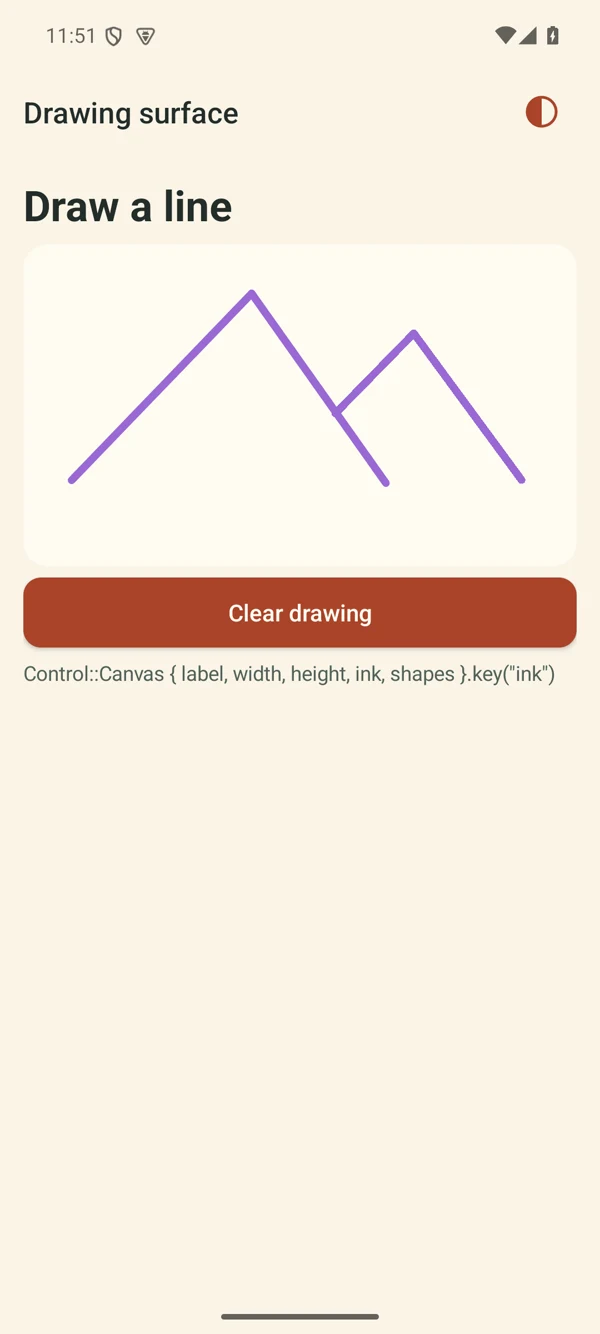 11:51
Drawing surface
Draw a line
Clear drawing
Control::Canvas { label, width, height, ink, shapes }.key("ink")